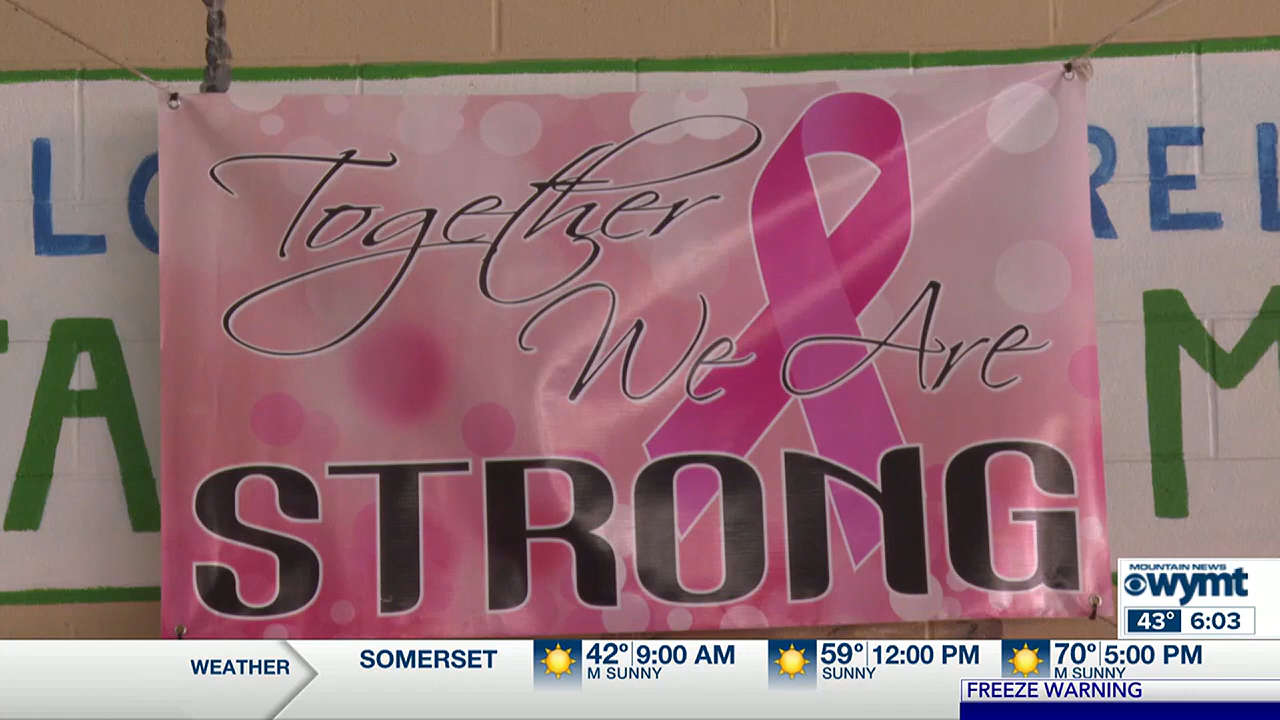 Together
We Are
STRONG
MOUNTAIN NEWS
wymt
43° 6:03
WEATHER
SOMERSET
42° 9:00 AM
M SUNNY
59° 12:00 PM
SUNNY
70° 5:00 PM
M SUNNY
FREEZE WARNING